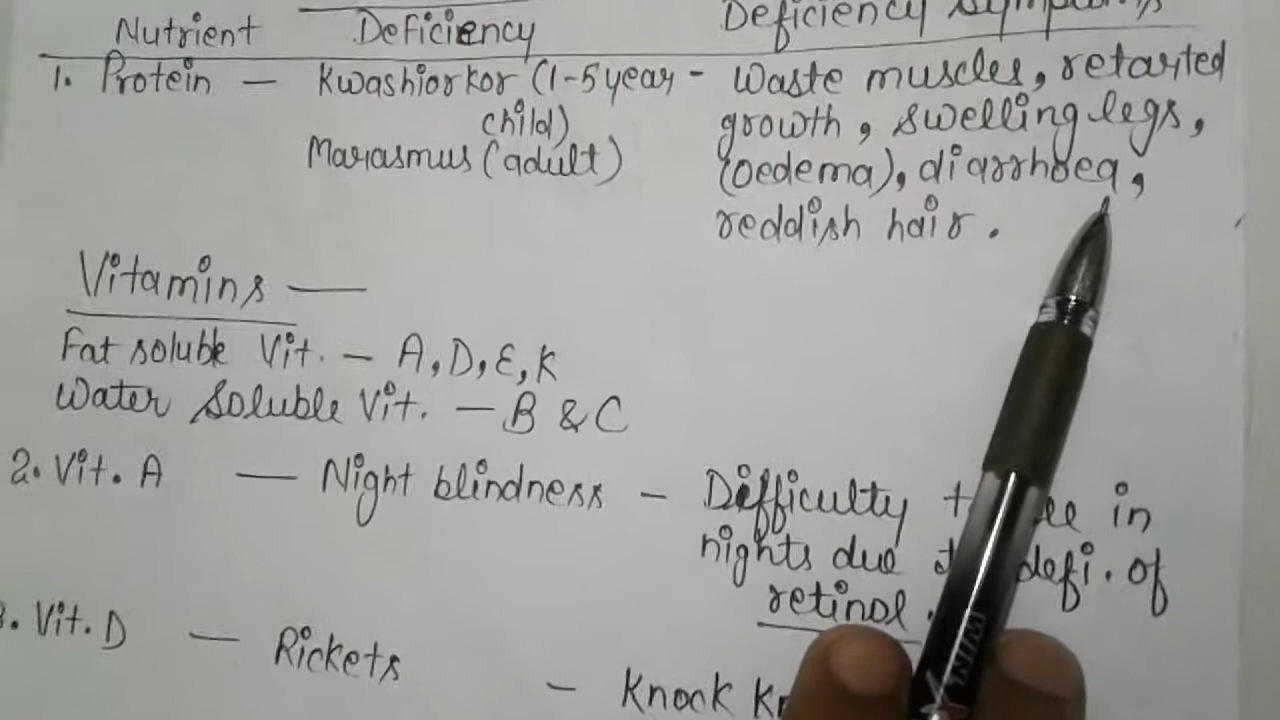 Nutrient Deficiency Deficiency Symptoms
1. Protein — Kwashiorkor (1-5 year - Waste muscles, retarted
child) growth, swelling legs,
Marasmus (adult) (oedema), diarrhoea,
reddish hair.
Vitamins —
Fat soluble Vit. — A, D, E, K
Water Soluble Vit. — B & C
2. Vit. A — Night blindness — Difficulty in
nights due defi. of
retinol.
3. Vit. D — Rickets — Knock